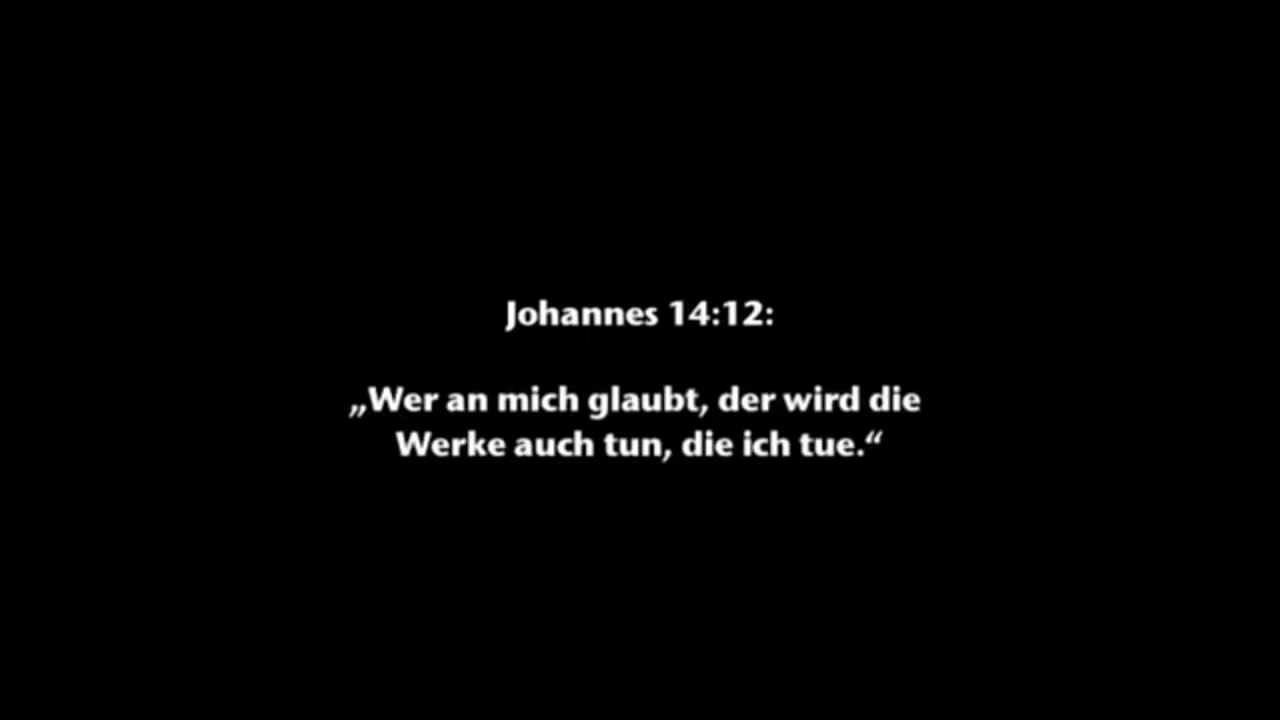 Johannes 14:12:
„Wer an mich glaubt, der wird die
Werke auch tun, die ich tue.“